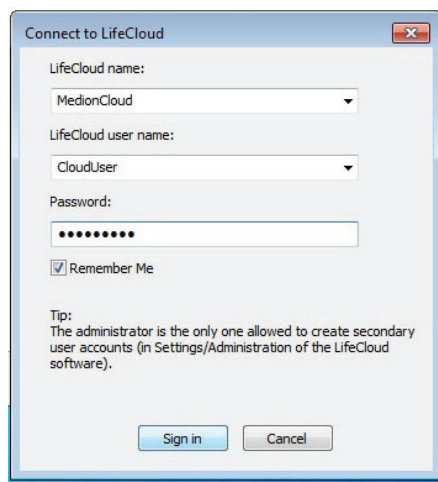 Connect to LifeCloud
LifeCloud name:
MedionCloud
LifeCloud user name:
CloudUser
Password:
•••••••••
Remember Me
Tip:
The administrator is the only one allowed to create secondary
user accounts (in Settings/Administration of the LifeCloud
software).
Sign in Cancel